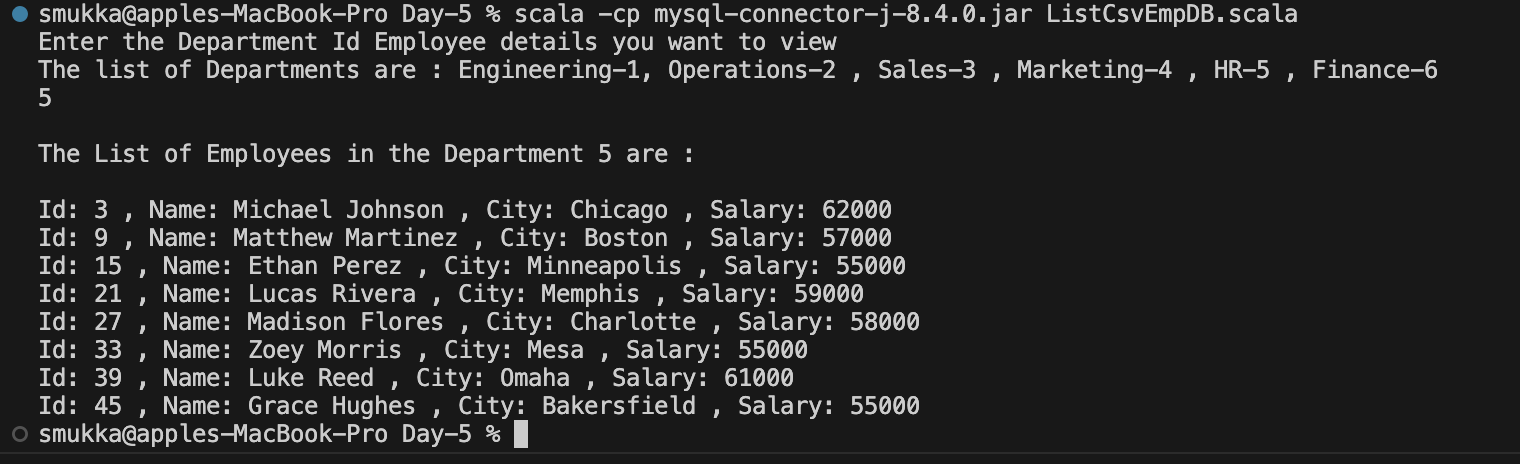 smukka@apples-MacBook-Pro Day-5 % scala -cp mysql-connector-j-8.4.0.jar ListCsvEmpDB.scala
Enter the Department Id Employee details you want to view
The list of Departments are : Engineering-1, Operations-2 , Sales-3 , Marketing-4 , HR-5 , Finance-6
5
The List of Employees in the Department 5 are :
Id: 3 , Name: Michael Johnson , City: Chicago , Salary: 62000
Id: 9 , Name: Matthew Martinez , City: Boston , Salary: 57000
Id: 15 , Name: Ethan Perez , City: Minneapolis , Salary: 55000
Id: 21 , Name: Lucas Rivera , City: Memphis , Salary: 59000
Id: 27 , Name: Madison Flores , City: Charlotte , Salary: 58000
Id: 33 , Name: Zoey Morris , City: Mesa , Salary: 55000
Id: 39 , Name: Luke Reed , City: Omaha , Salary: 61000
Id: 45 , Name: Grace Hughes , City: Bakersfield , Salary: 55000
smukka@apples-MacBook-Pro Day-5 %